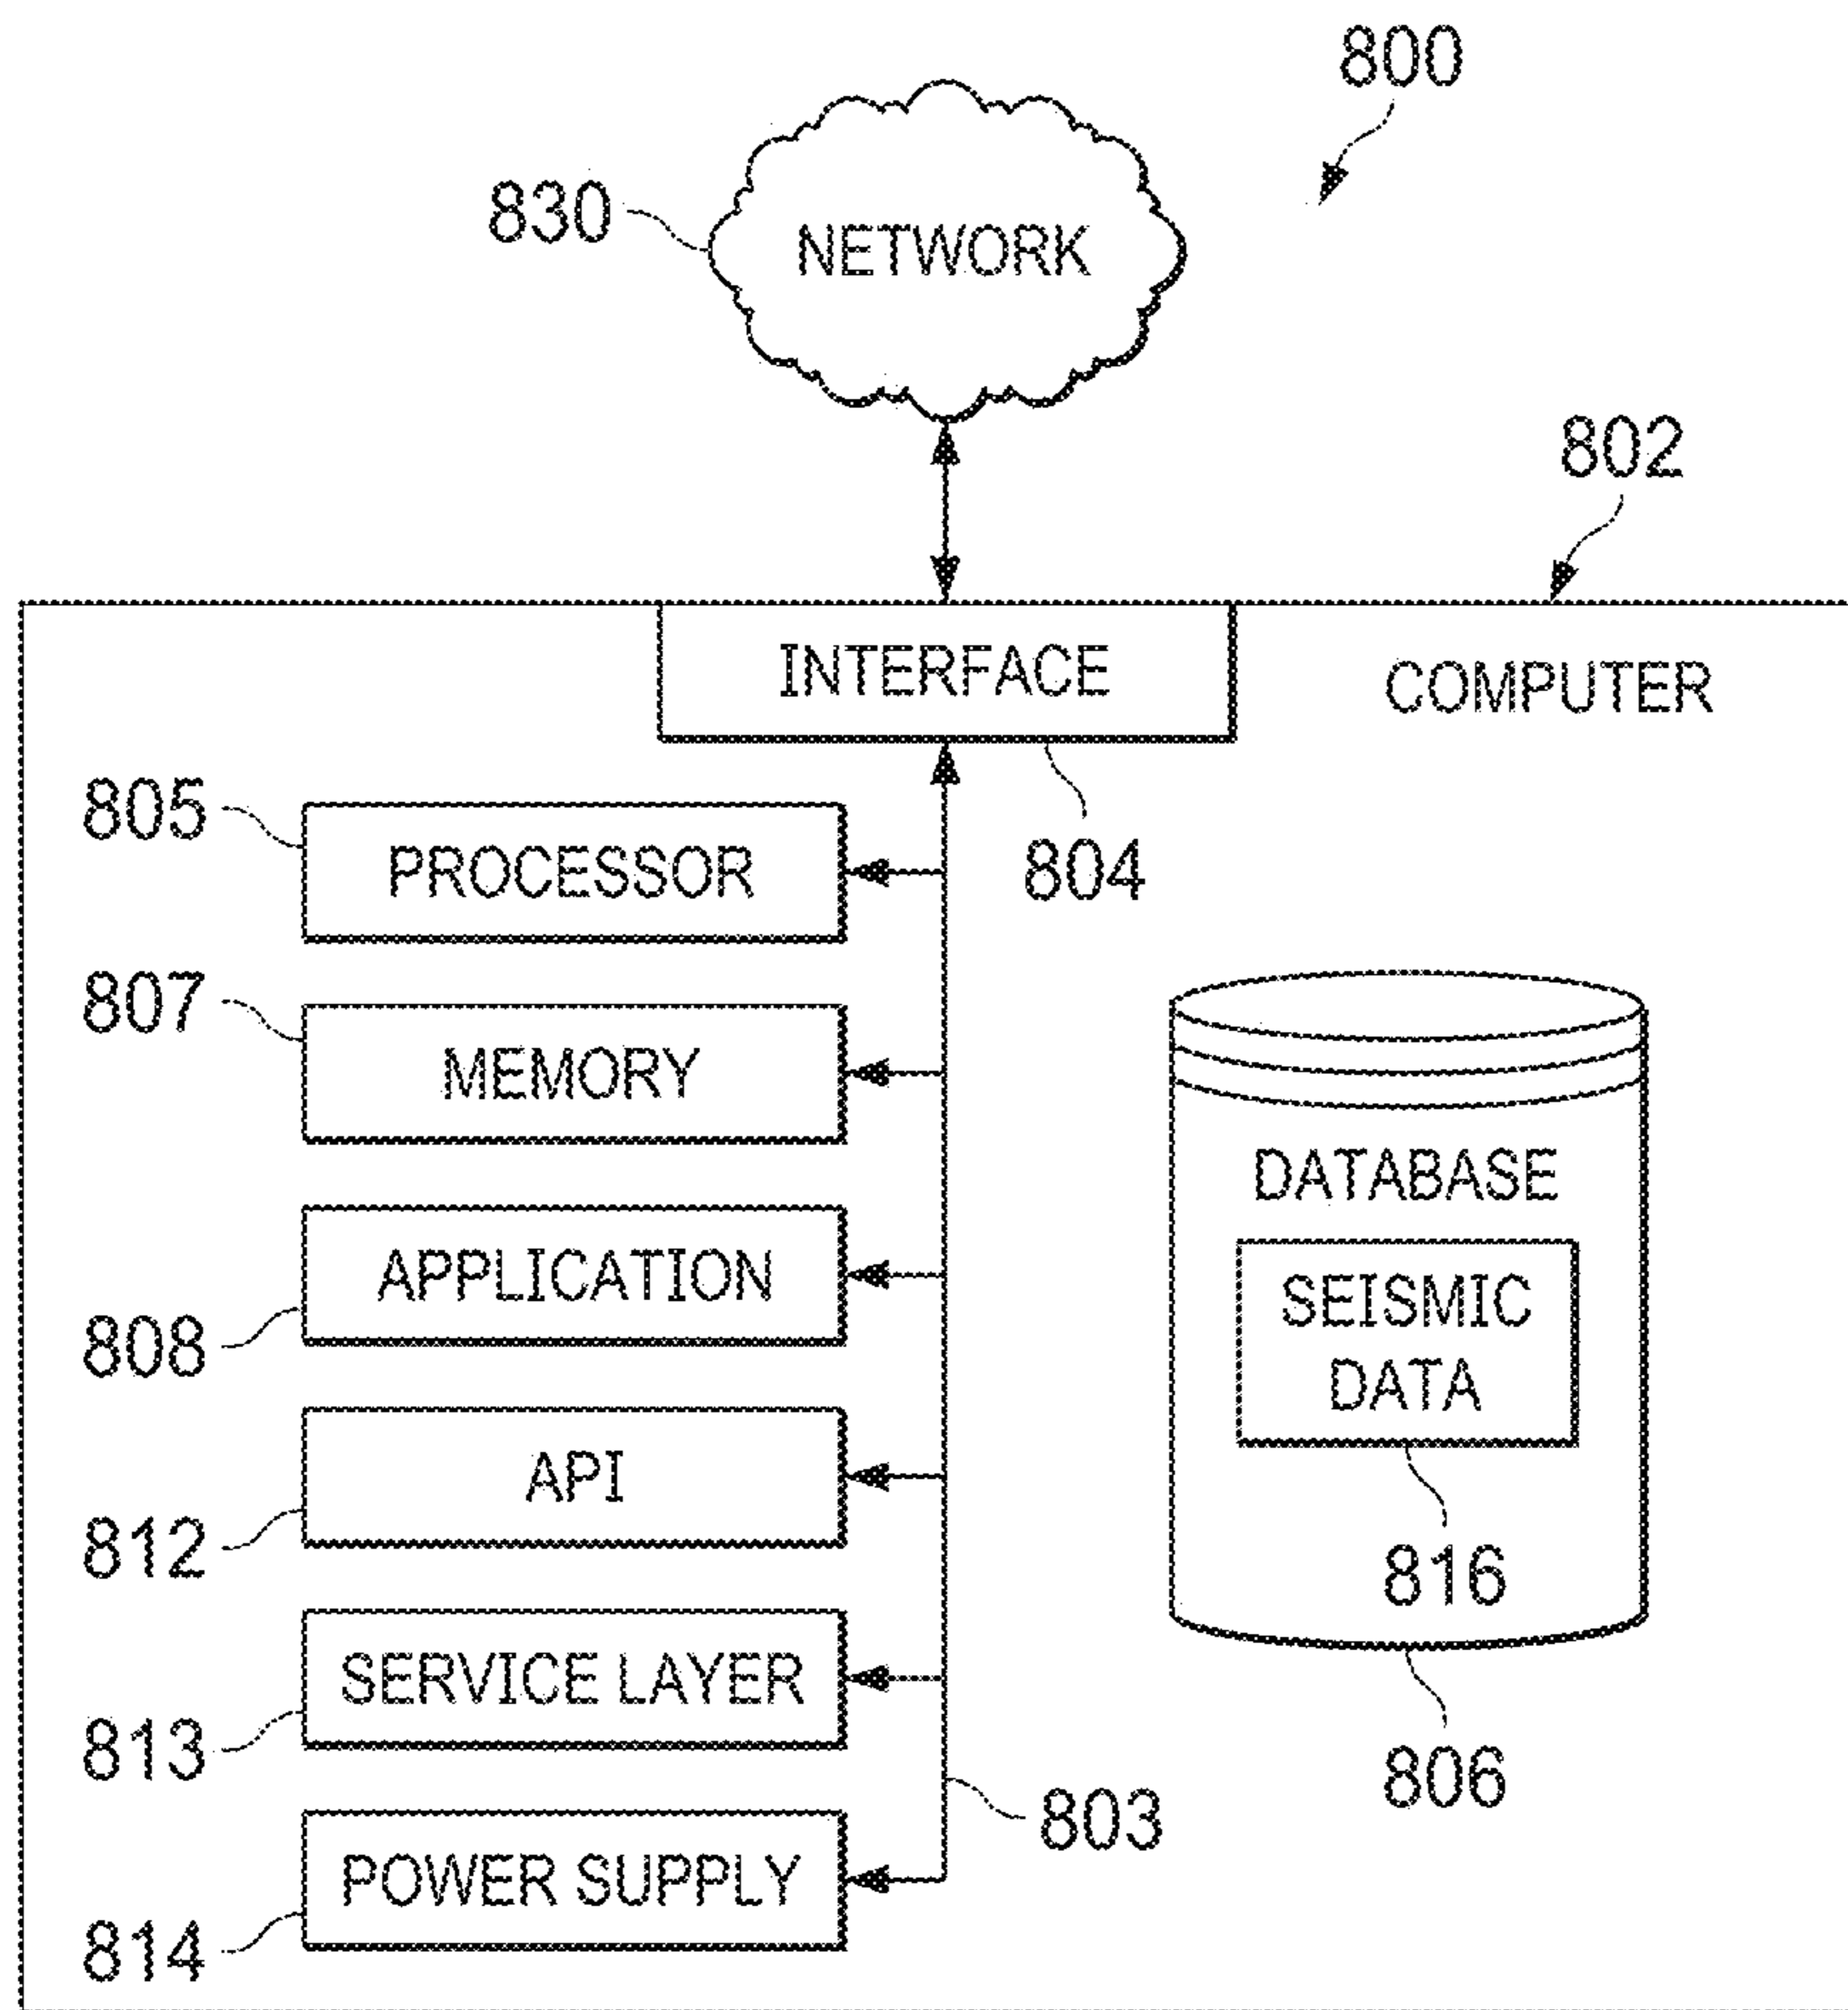 800
830
NETWORK
802
INTERFACE
COMPUTER
805
PROCESSOR
804
807
MEMORY
DATABASE
APPLICATION
SEISMIC
DATA
808
API
812
816
SERVICE LAYER
813
806
803
POWER SUPPLY
814